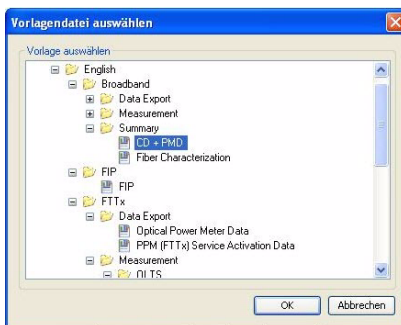 Vorlagendatei auswählen
Vorlage auswählen
English
Broadband
Data Export
Measurement
Summary
CD + PMD
Fiber Characterization
FIP
FIP
FTTx
Data Export
Optical Power Meter Data
PPM (FTTx) Service Activation Data
Measurement
OLTS
OK
Abbrechen